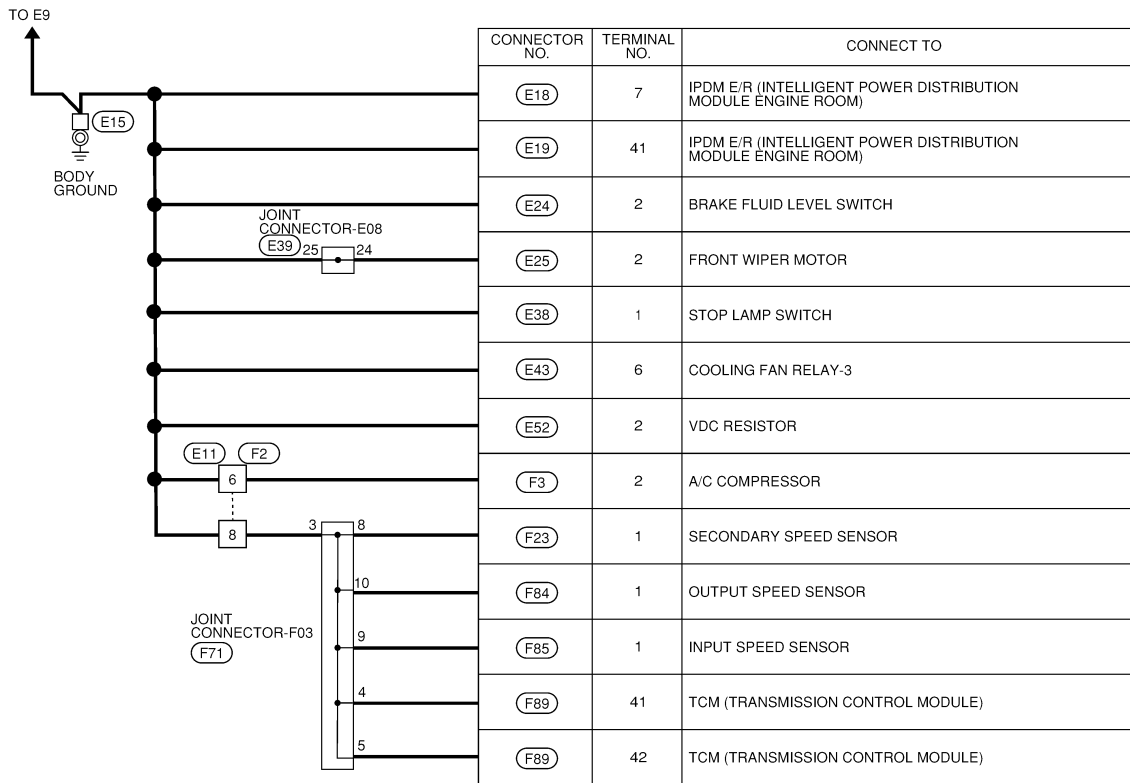 TO E9
E15
BODY
GROUND
CONNECTOR NO. TERMINAL NO. CONNECT TO
E18 7 IPDM E/R (INTELLIGENT POWER DISTRIBUTION
MODULE ENGINE ROOM)
E19 41 IPDM E/R (INTELLIGENT POWER DISTRIBUTION
MODULE ENGINE ROOM)
E24 2 BRAKE FLUID LEVEL SWITCH
JOINT
CONNECTOR-E08
E39 25 24
E25 2 FRONT WIPER MOTOR
E38 1 STOP LAMP SWITCH
E43 6 COOLING FAN RELAY-3
E52 2 VDC RESISTOR
E11 F2
6
F3 2 A/C COMPRESSOR
8 3 8
F23 1 SECONDARY SPEED SENSOR
10
F84 1 OUTPUT SPEED SENSOR
JOINT
CONNECTOR-F03
F71
9
F85 1 INPUT SPEED SENSOR
4
F89 41 TCM (TRANSMISSION CONTROL MODULE)
5
F89 42 TCM (TRANSMISSION CONTROL MODULE)